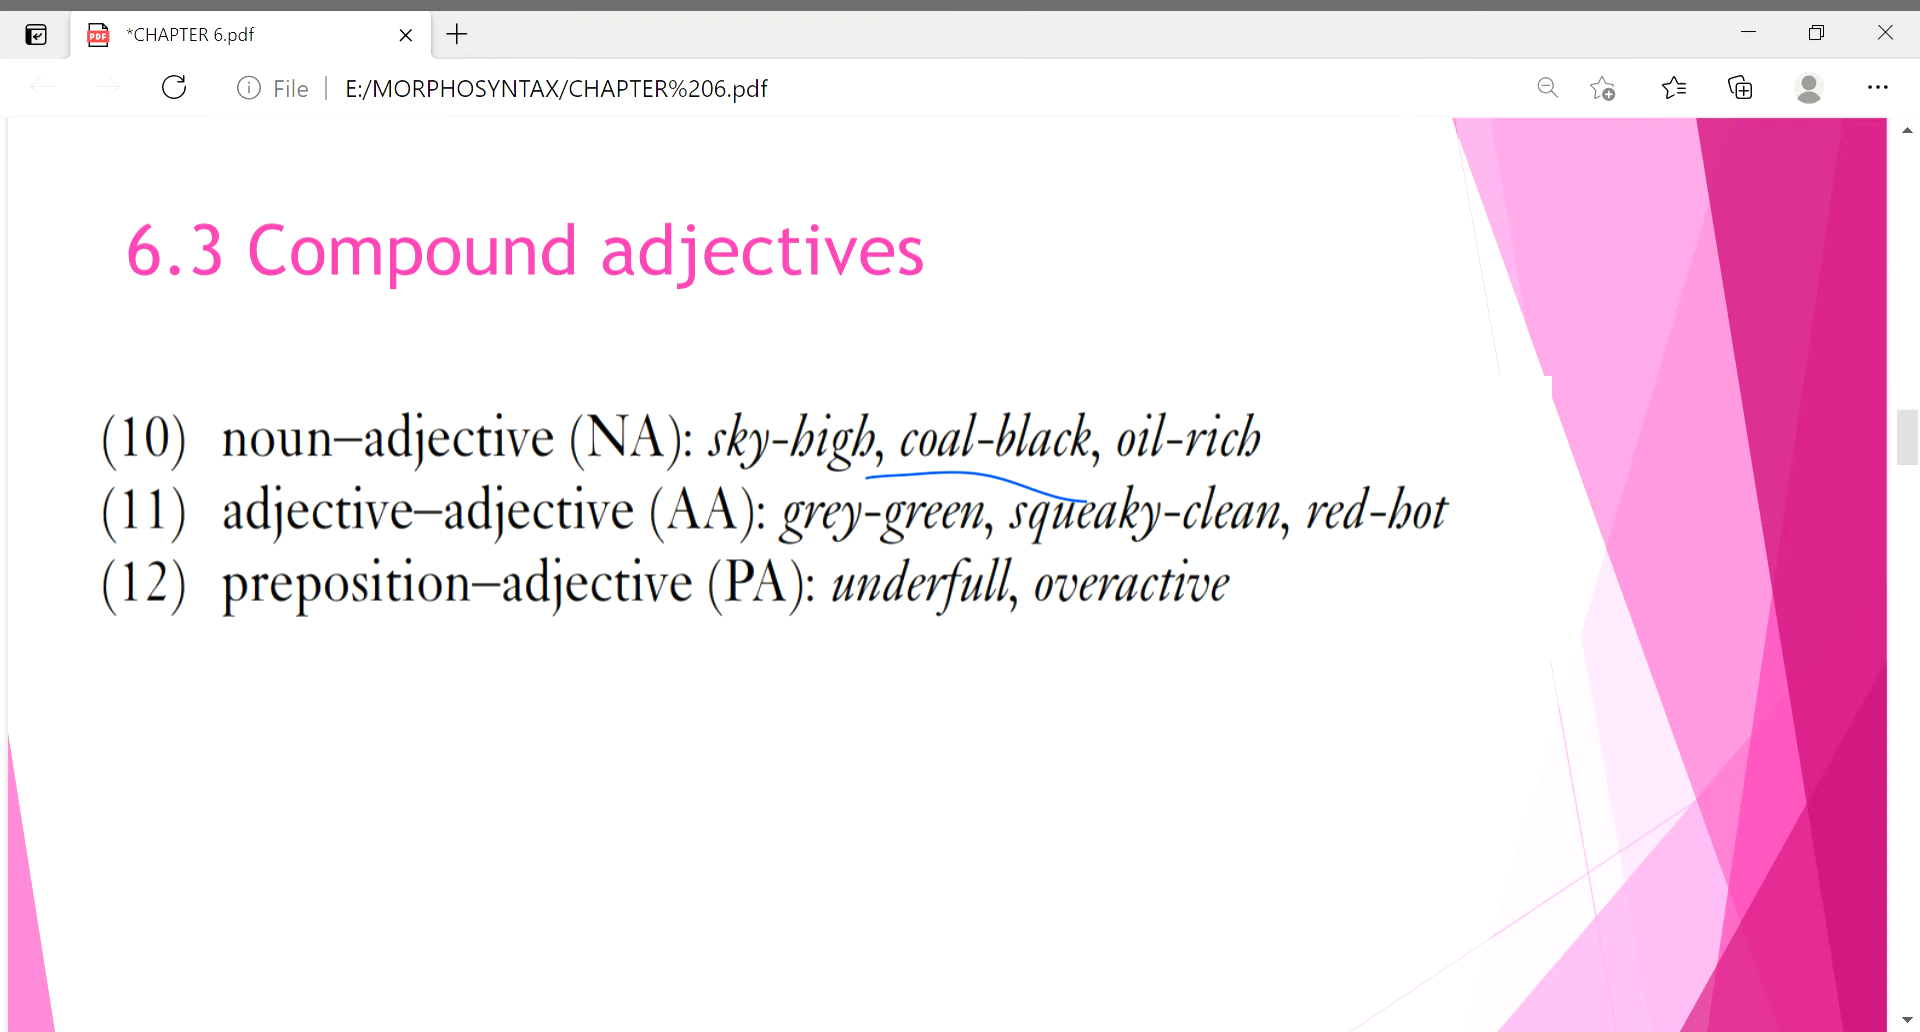 *CHAPTER 6.pdf
File | E:/MORPHOSYNTAX/CHAPTER%206.pdf
6.3 Compound adjectives
(10) noun–adjective (NA): sky-high, coal-black, oil-rich
(11) adjective–adjective (AA): grey-green, squeaky-clean, red-hot
(12) preposition–adjective (PA): underfull, overactive